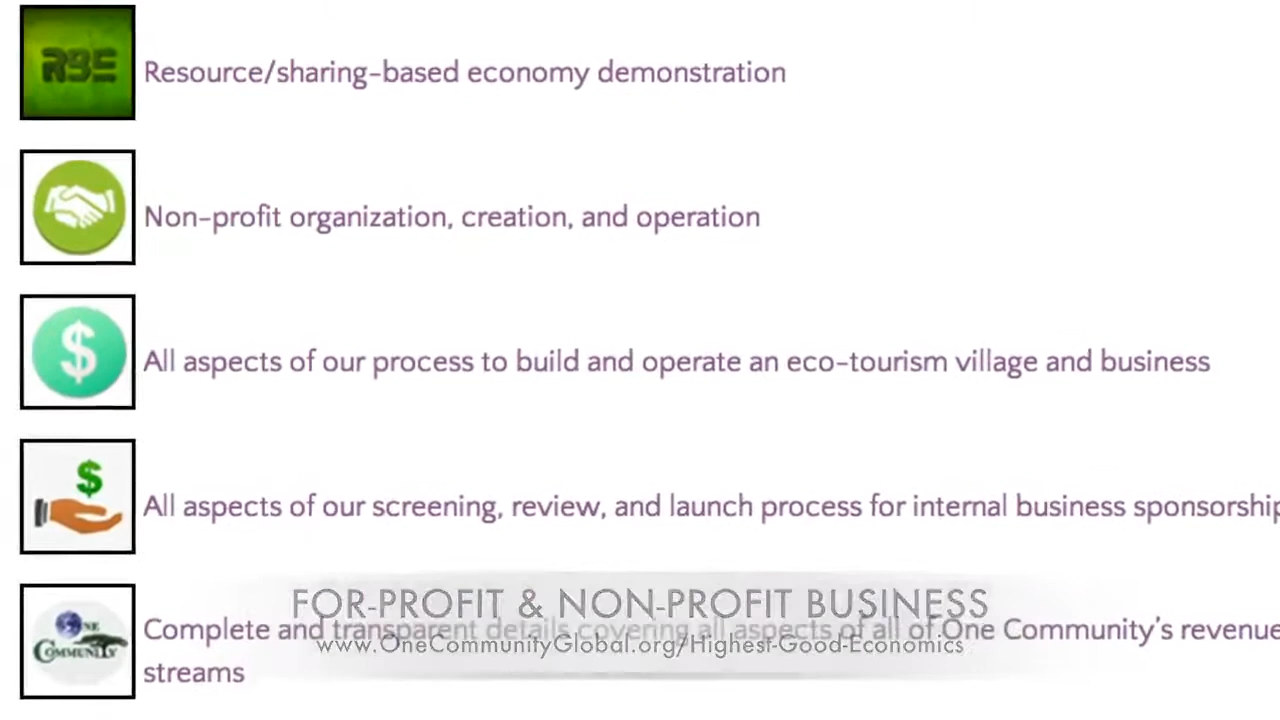 RBE
Resource/sharing-based economy demonstration
Non-profit organization, creation, and operation
$
All aspects of our process to build and operate an eco-tourism village and business
$
All aspects of our screening, review, and launch process for internal business sponsorship
FOR-PROFIT & NON-PROFIT BUSINESS
ONE
COMMUNITY
Complete and transparent details covering all aspects of all of One Community's revenue
www.OneCommunityGlobal.org/Highest-Good-Economics
streams